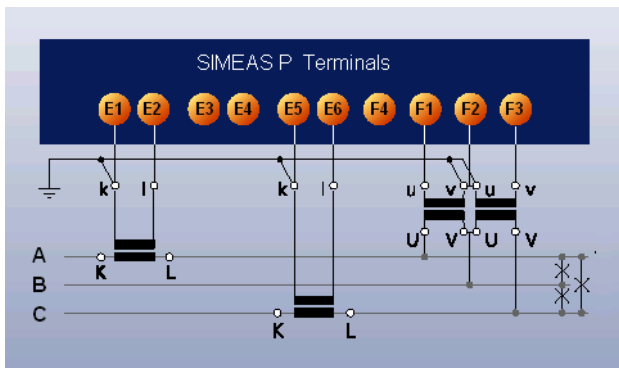 SIMEAS P Terminals
E1 E2 E3 E4 E5 E6 F4 F1 F2 F3
k l k l u v u v
U V U V
A
K L
B
C
K L